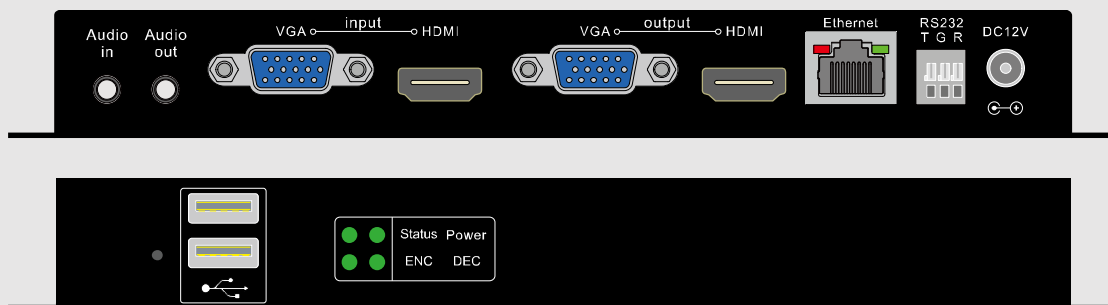 Audio in
Audio out
VGA input HDMI
VGA output HDMI
Ethernet
RS232
T G R
DC12V
Status Power
ENC DEC